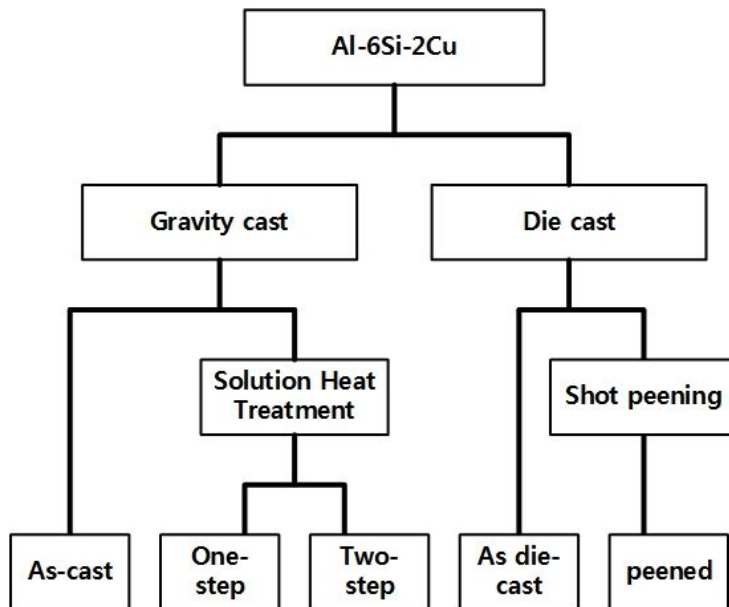 Al-6Si-2Cu
Gravity cast
Die cast
Solution Heat
Treatment
Shot peening
As-cast
One-
step
Two-
step
As die-
cast
peened